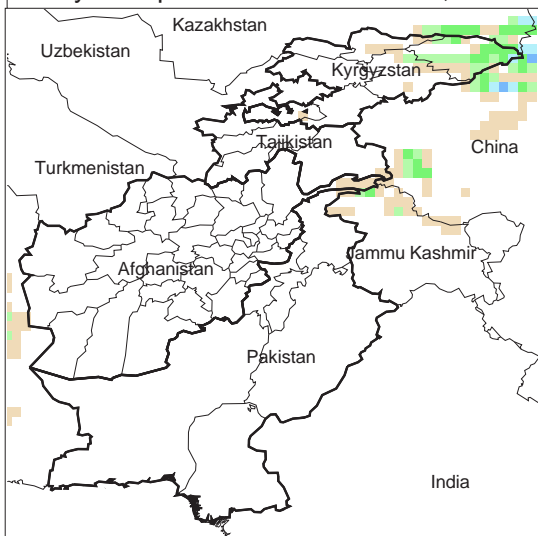 Kazakhstan
Uzbekistan
Kyrgyzstan
Tajikistan
China
Turkmenistan
Jammu Kashmir
Afghanistan
Pakistan
India